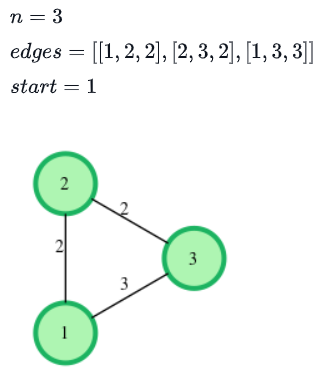 n = 3
edges = [[1, 2, 2], [2, 3, 2], [1, 3, 3]]
start = 1
2
2
2
3
3
1